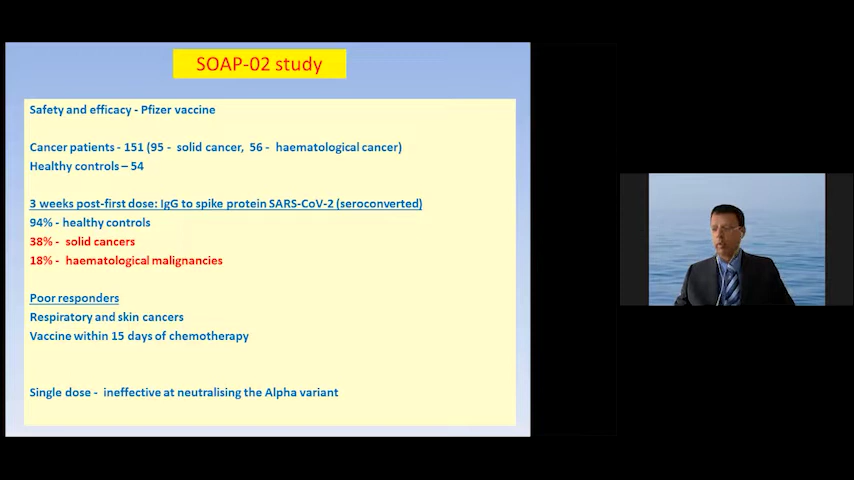 SOAP-02 study
Safety and efficacy - Pfizer vaccine
Cancer patients - 151 (95 - solid cancer, 56 - haematological cancer)
Healthy controls – 54
3 weeks post-first dose: IgG to spike protein SARS-CoV-2 (seroconverted)
94% - healthy controls
38% - solid cancers
18% - haematological malignancies
Poor responders
Respiratory and skin cancers
Vaccine within 15 days of chemotherapy
Single dose - ineffective at neutralising the Alpha variant